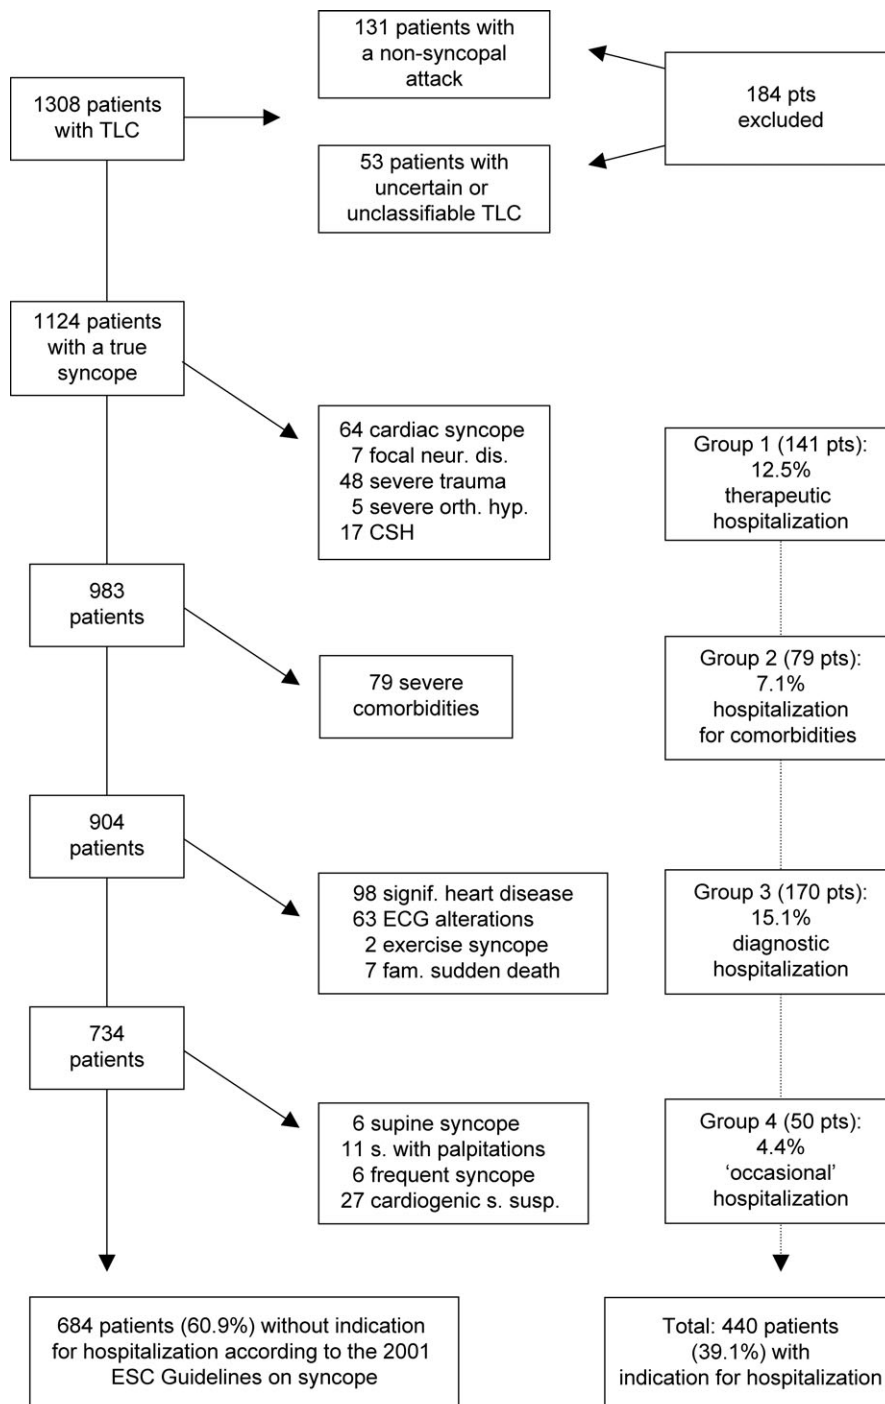 131 patients with
a non-syncopal
attack
1308 patients
with TLC
184 pts
excluded
53 patients with
uncertain or
unclassifiable TLC
1124 patients
with a true
syncope
64 cardiac syncope
7 focal neur. dis.
48 severe trauma
5 severe orth. hyp.
17 CSH
Group 1 (141 pts):
12.5%
therapeutic
hospitalization
983
patients
79 severe
comorbidities
Group 2 (79 pts):
7.1%
hospitalization
for comorbidities
904
patients
98 signif. heart disease
63 ECG alterations
2 exercise syncope
7 fam. sudden death
Group 3 (170 pts):
15.1%
diagnostic
hospitalization
734
patients
6 supine syncope
11 s. with palpitations
6 frequent syncope
27 cardiogenic s. susp.
Group 4 (50 pts):
4.4%
‘occasional’
hospitalization
684 patients (60.9%) without indication
for hospitalization according to the 2001
ESC Guidelines on syncope
Total: 440 patients
(39.1%) with
indication for hospitalization